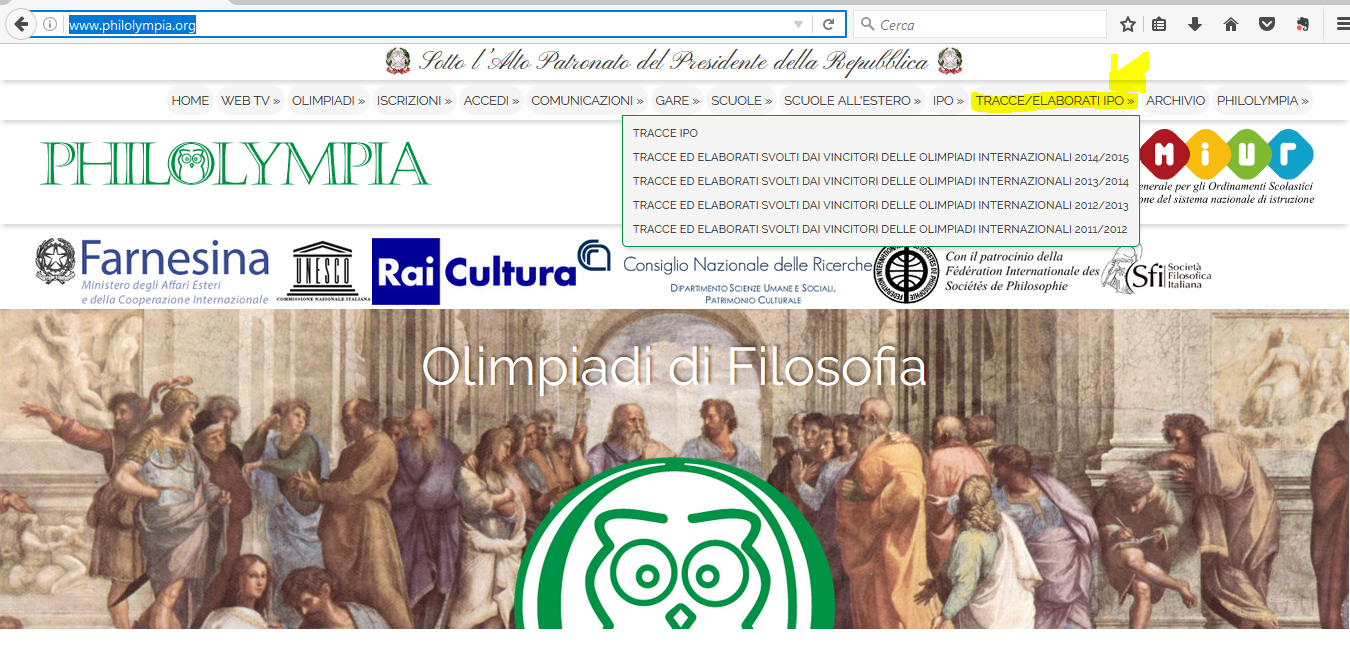 www.philolympia.org
Cerca
Sotto l'Alto Patronato del Presidente della Repubblica
HOME WEB TV » OLIMPIADI » ISCRIZIONI » ACCEDI » COMUNICAZIONI » GARE » SCUOLE » SCUOLE ALL'ESTERO » IPO » TRACCE/ELABORATI IPO » ARCHIVIO PHILOLYMPIA »
TRACCE IPO
TRACCE ED ELABORATI SVOLTI DAI VINCITORI DELLE OLIMPIADI INTERNAZIONALI 2014/2015
TRACCE ED ELABORATI SVOLTI DAI VINCITORI DELLE OLIMPIADI INTERNAZIONALI 2013/2014
TRACCE ED ELABORATI SVOLTI DAI VINCITORI DELLE OLIMPIADI INTERNAZIONALI 2012/2013
TRACCE ED ELABORATI SVOLTI DAI VINCITORI DELLE OLIMPIADI INTERNAZIONALI 2011/2012
PHILOLYMPIA
MiUr
enerale per gli Ordinamenti Scolastici
one del sistema nazionale di istruzione
Farnesina
Ministero degli Affari Esteri
e della Cooperazione Internazionale
UNESCO
COMMISSIONE NAZIONALE ITALIANA
Rai Cultura
Consiglio Nazionale delle Ricerche
DIPARTIMENTO SCIENZE UMANE E SOCIALI,
PATRIMONIO CULTURALE
Con il patrocinio della
Fédération Internationale des
Sociétés de Philosophie
Sfi Società
Filosofica
Italiana
Olimpiadi di Filosofia